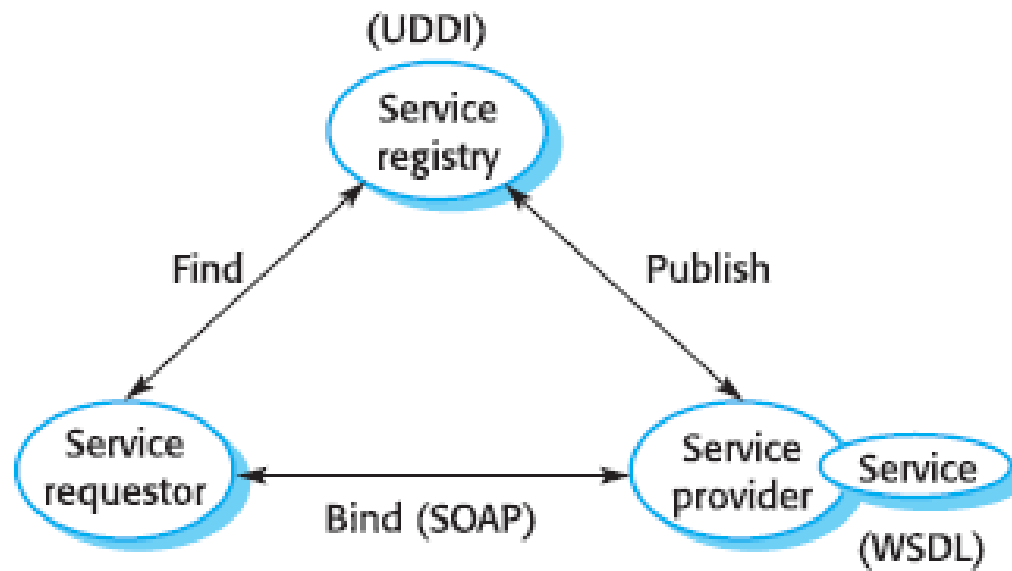 (UDDI)
Service
registry
Find
Publish
Service
requestor
Bind (SOAP)
Service
provider
Service
(WSDL)